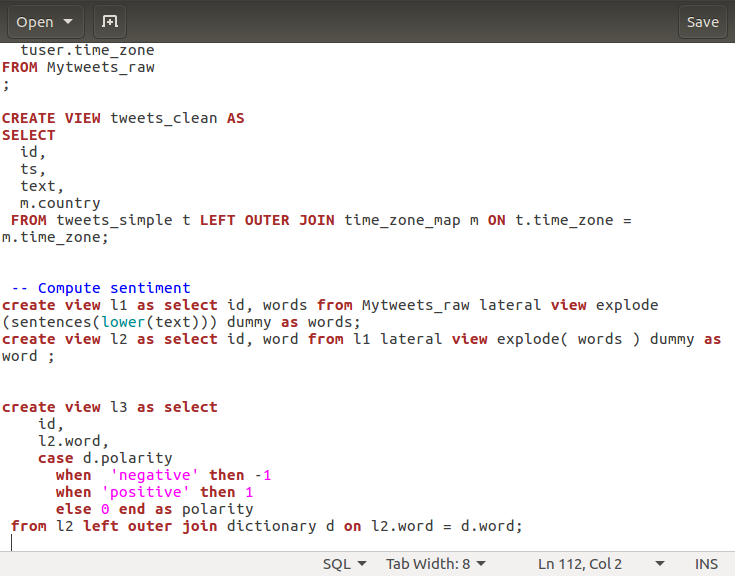 Open
Save
tuser.time_zone
FROM Mytweets_raw
;
CREATE VIEW tweets_clean AS
SELECT
id,
ts,
text,
m.country
FROM tweets_simple t LEFT OUTER JOIN time_zone_map m ON t.time_zone =
m.time_zone;
-- Compute sentiment
create view l1 as select id, words from Mytweets_raw lateral view explode
(sentences(lower(text))) dummy as words;
create view l2 as select id, word from l1 lateral view explode( words ) dummy as
word ;
create view l3 as select
id,
l2.word,
case d.polarity
when  'negative' then -1
when 'positive' then 1
else 0 end as polarity
from l2 left outer join dictionary d on l2.word = d.word;
SQL Tab Width: 8 Ln 112, Col 2 INS